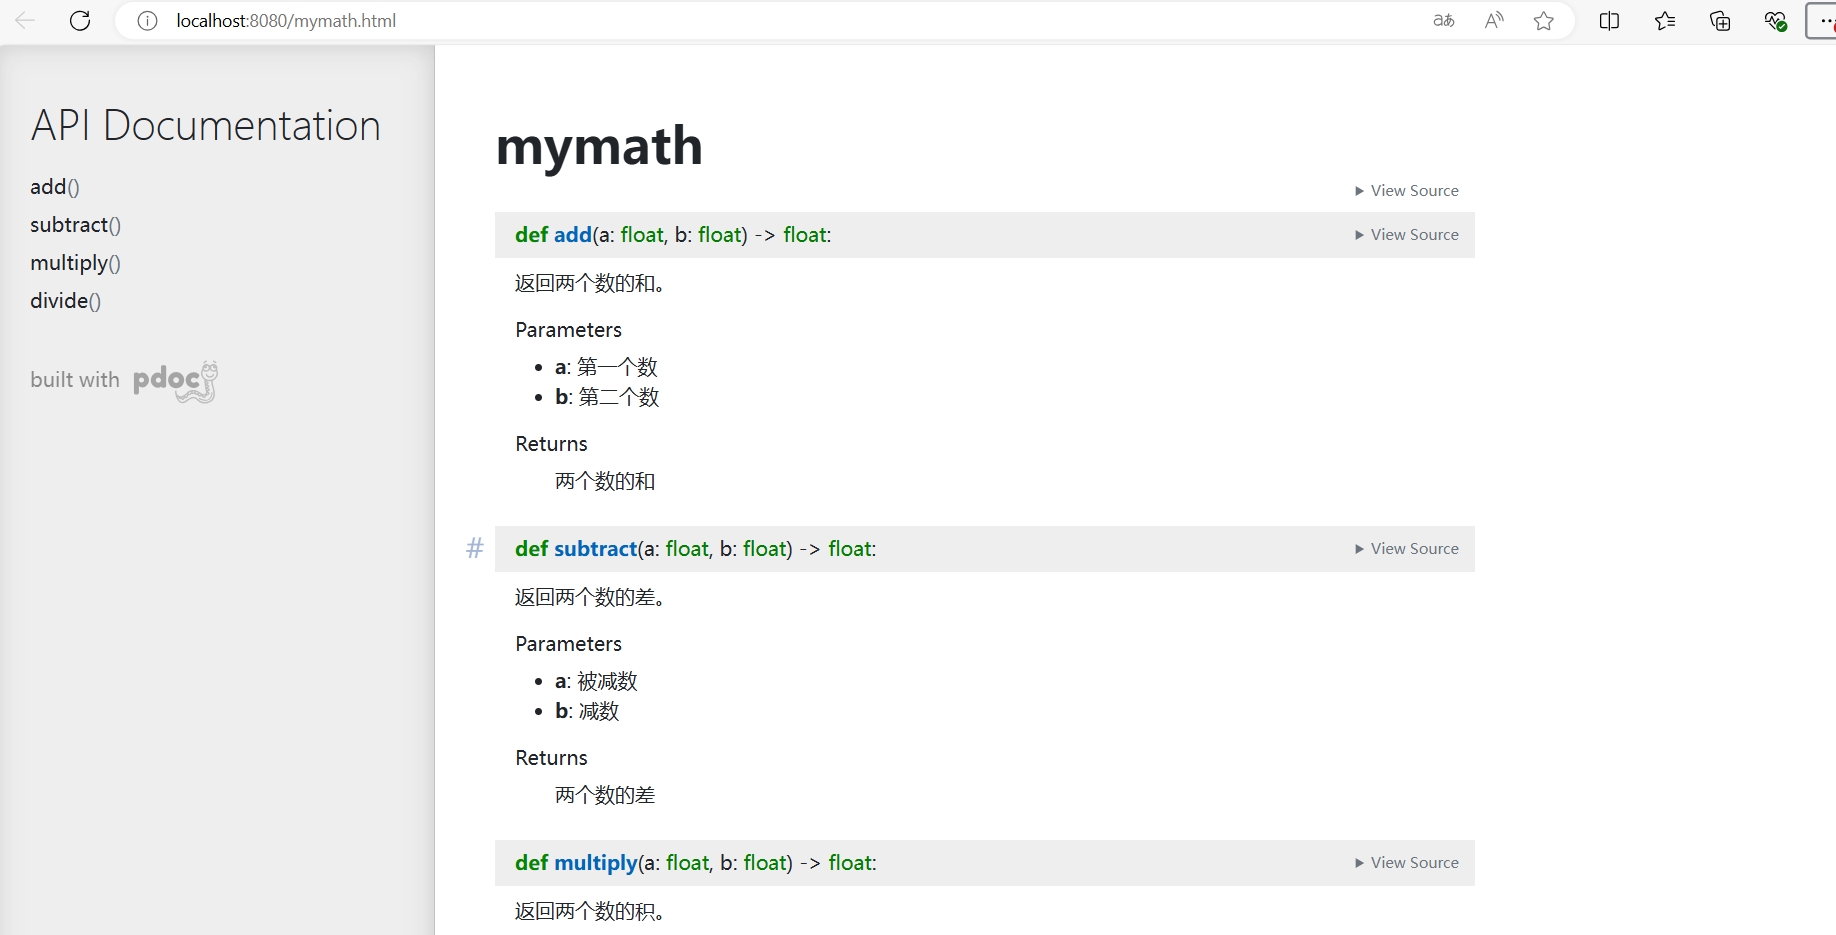 localhost:8080/mymath.html
API Documentation
add()
subtract()
multiply()
divide()
built with pdoc
mymath
View Source
def add(a: float, b: float) -> float:
View Source
返回两个数的和。
Parameters
• a: 第一个数
• b: 第二个数
Returns
两个数的和
# def subtract(a: float, b: float) -> float:
View Source
返回两个数的差。
Parameters
• a: 被减数
• b: 减数
Returns
两个数的差
def multiply(a: float, b: float) -> float:
View Source
返回两个数的积。